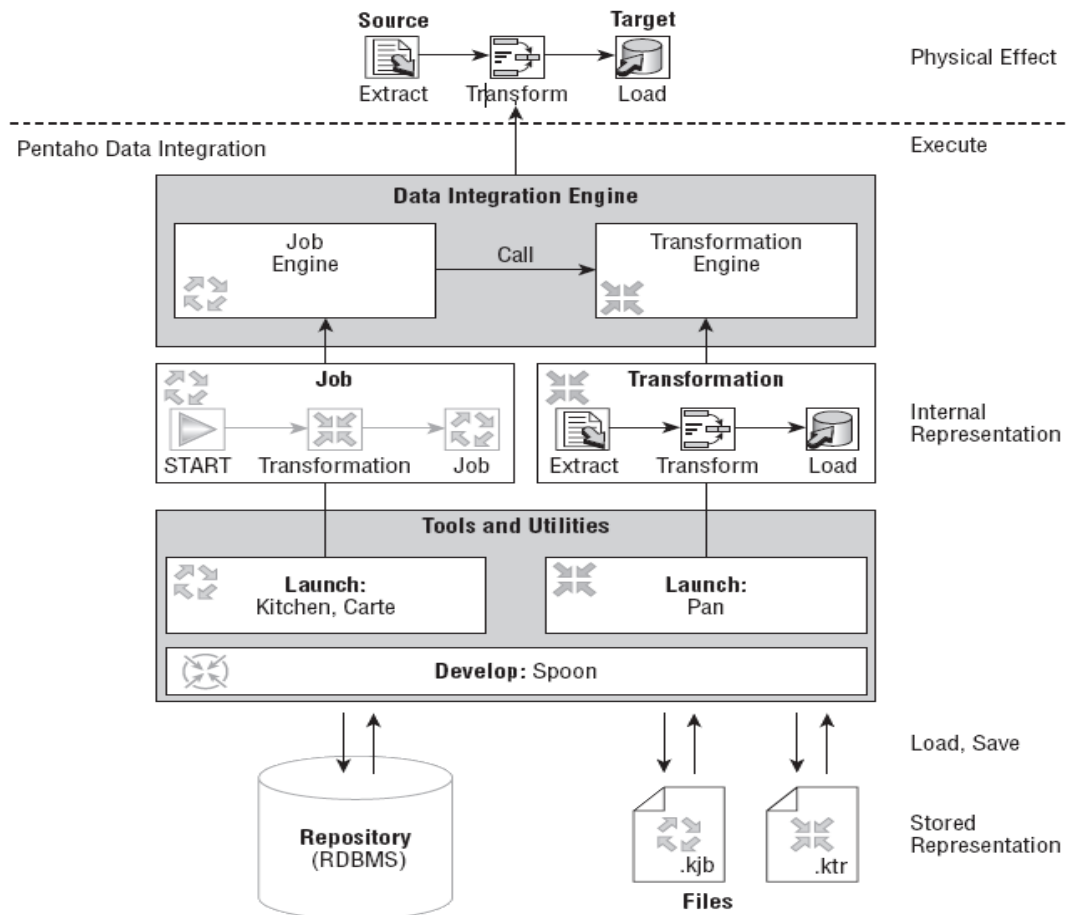 Source
Target
Physical Effect
Extract
Transform
Load
Pentaho Data Integration
Execute
Data Integration Engine
Job
Engine
Call
Transformation
Engine
Job
START
Transformation
Job
Transformation
Extract
Transform
Load
Internal
Representation
Tools and Utilities
Launch:
Kitchen, Carte
Launch:
Pan
Develop: Spoon
Load, Save
Repository
(RDBMS)
.kjb
.ktr
Files
Stored
Representation